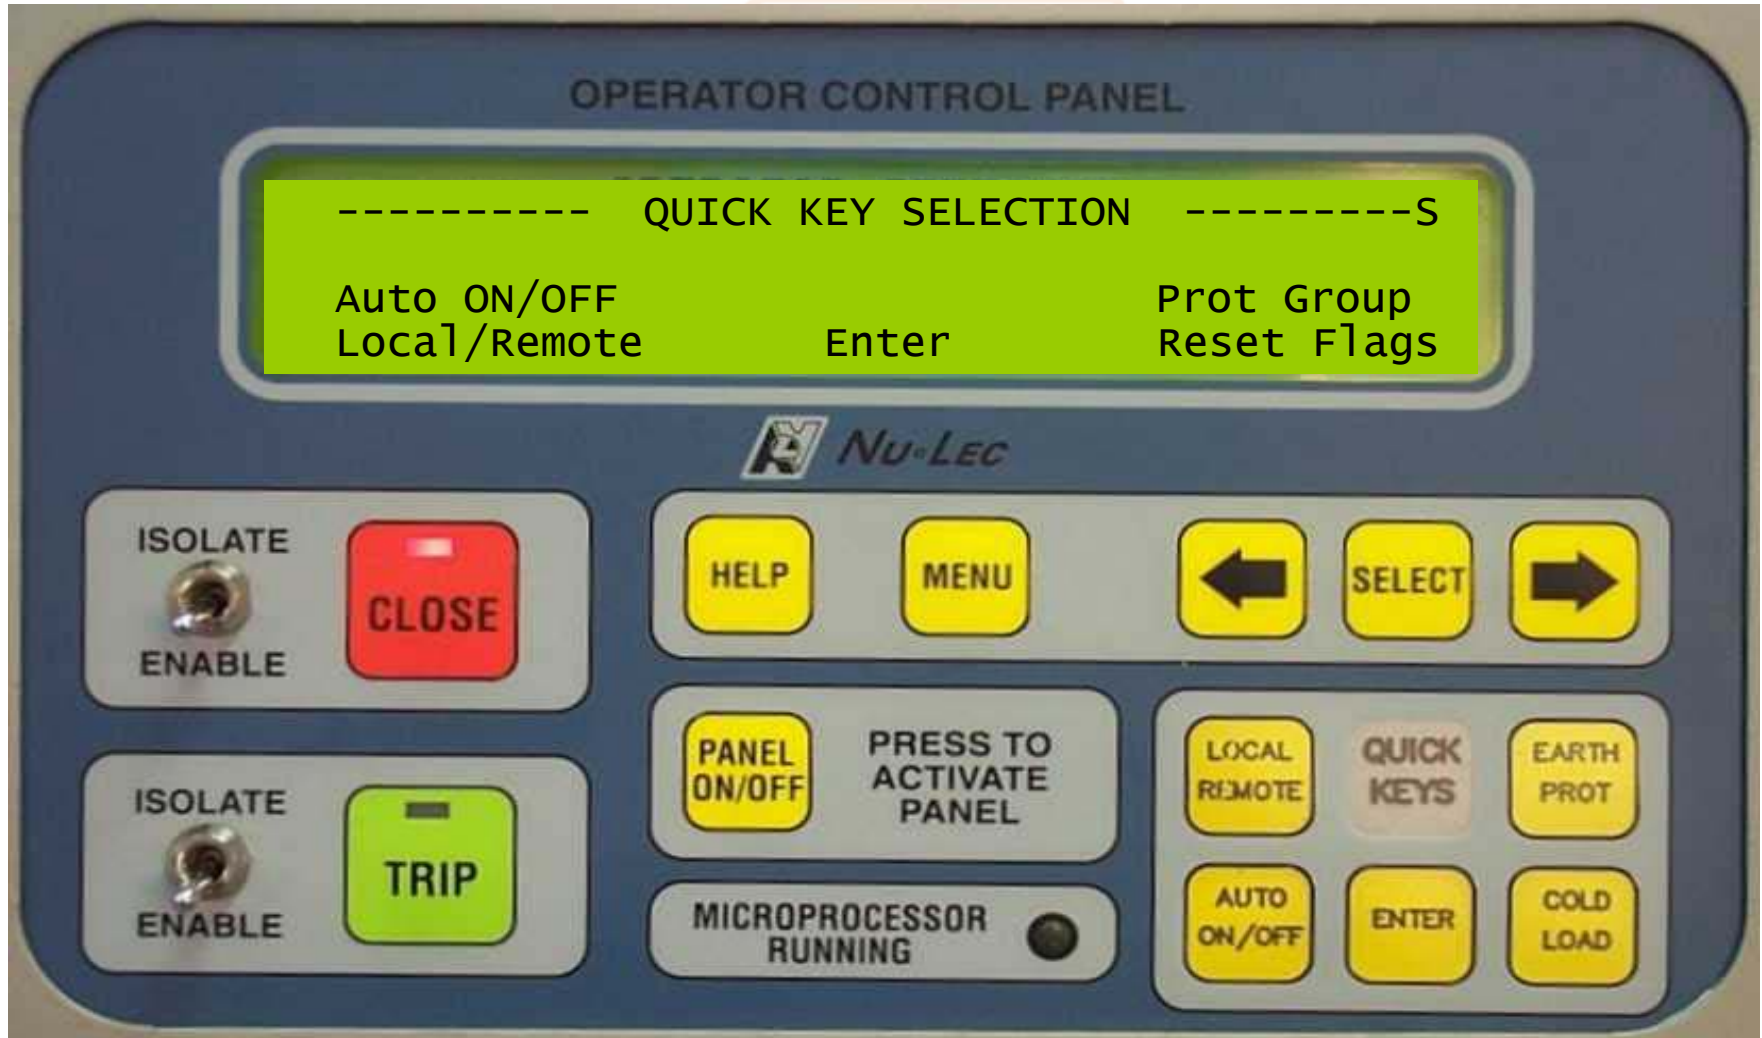 OPERATOR CONTROL PANEL
---------- QUICK KEY SELECTION ---------S
Auto ON/OFF Prot Group
Local/Remote Enter Reset Flags
NU-LEC
ISOLATE
ENABLE
CLOSE
HELP
MENU
SELECT
ISOLATE
ENABLE
TRIP
PANEL
ON/OFF
PRESS TO
ACTIVATE
PANEL
MICROPROCESSOR
RUNNING
LOCAL
REMOTE
QUICK
KEYS
EARTH
PROT
AUTO
ON/OFF
ENTER
COLD
LOAD